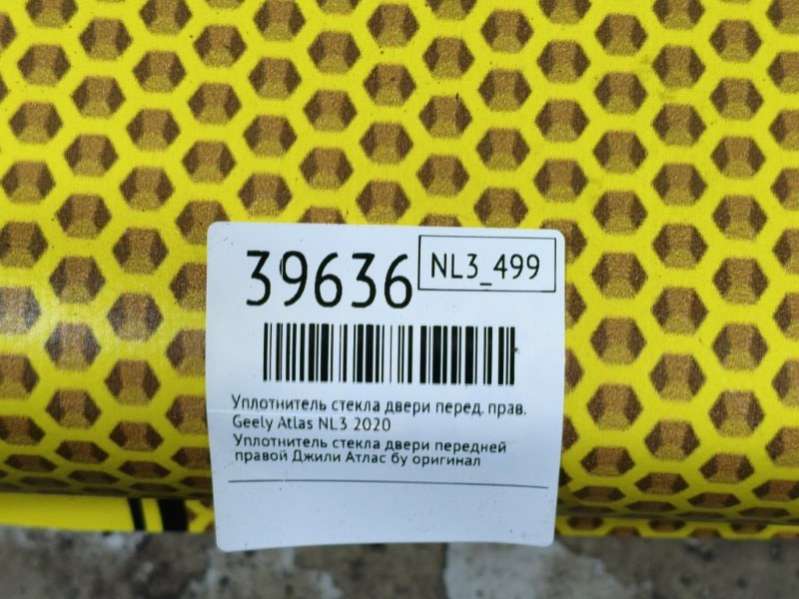 39636
NL3_499
Уплотнитель стекла двери перед. прав.
Geely Atlas NL3 2020
Уплотнитель стекла двери передней
правой Джили Атлас бу оригинал